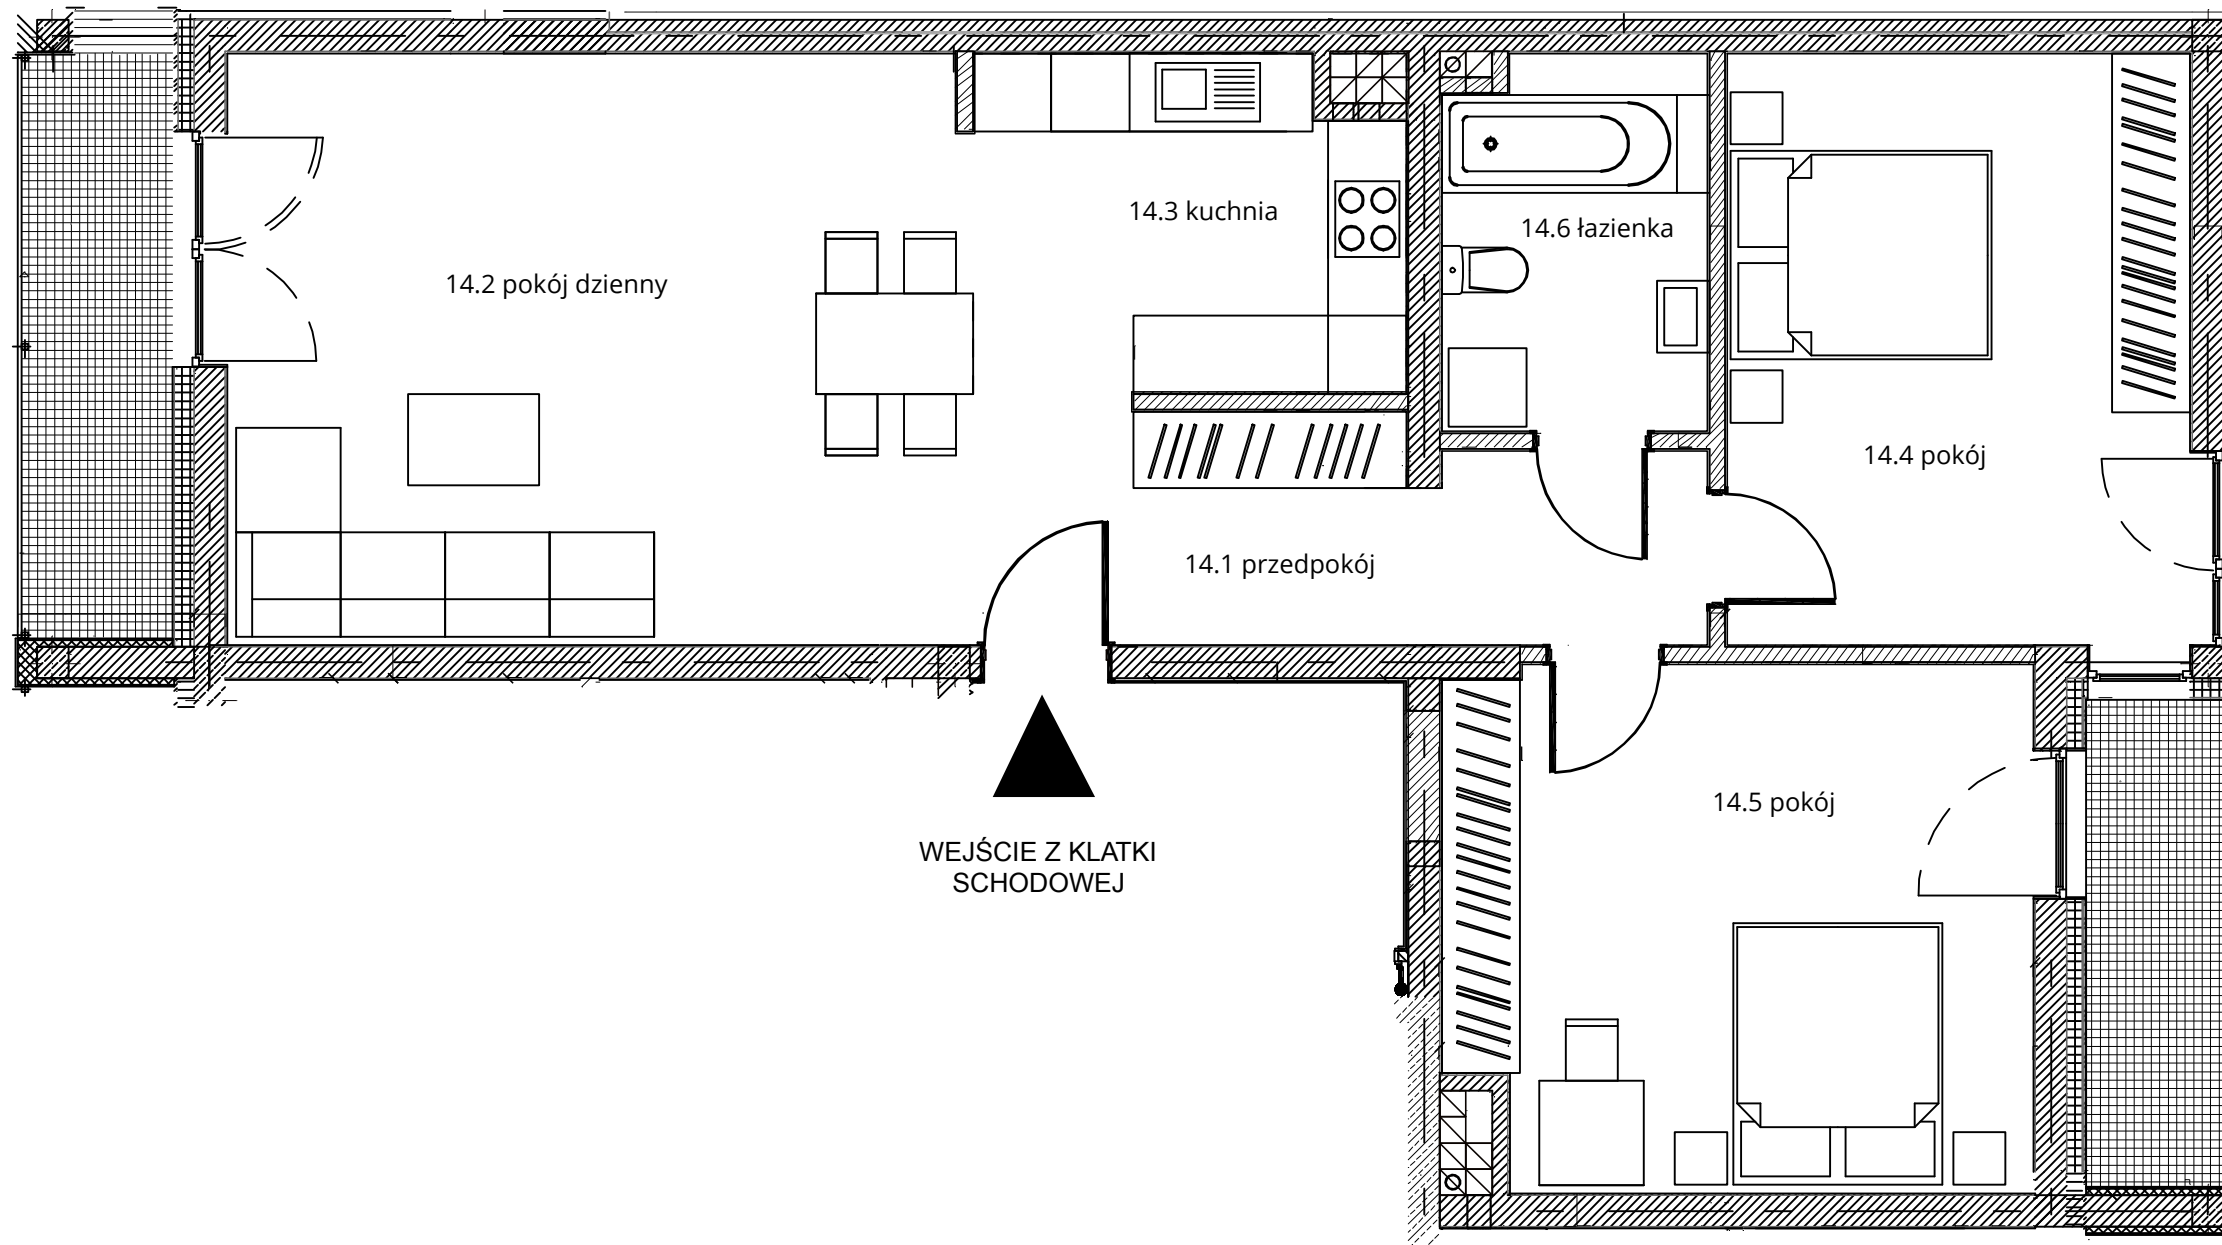 14.3 kuchnia
14.6 łazienka
14.2 pokój dzienny
14.4 pokój
14.1 przedpokój
14.5 pokój
WEJŚCIE Z KLATKI
SCHODOWEJ